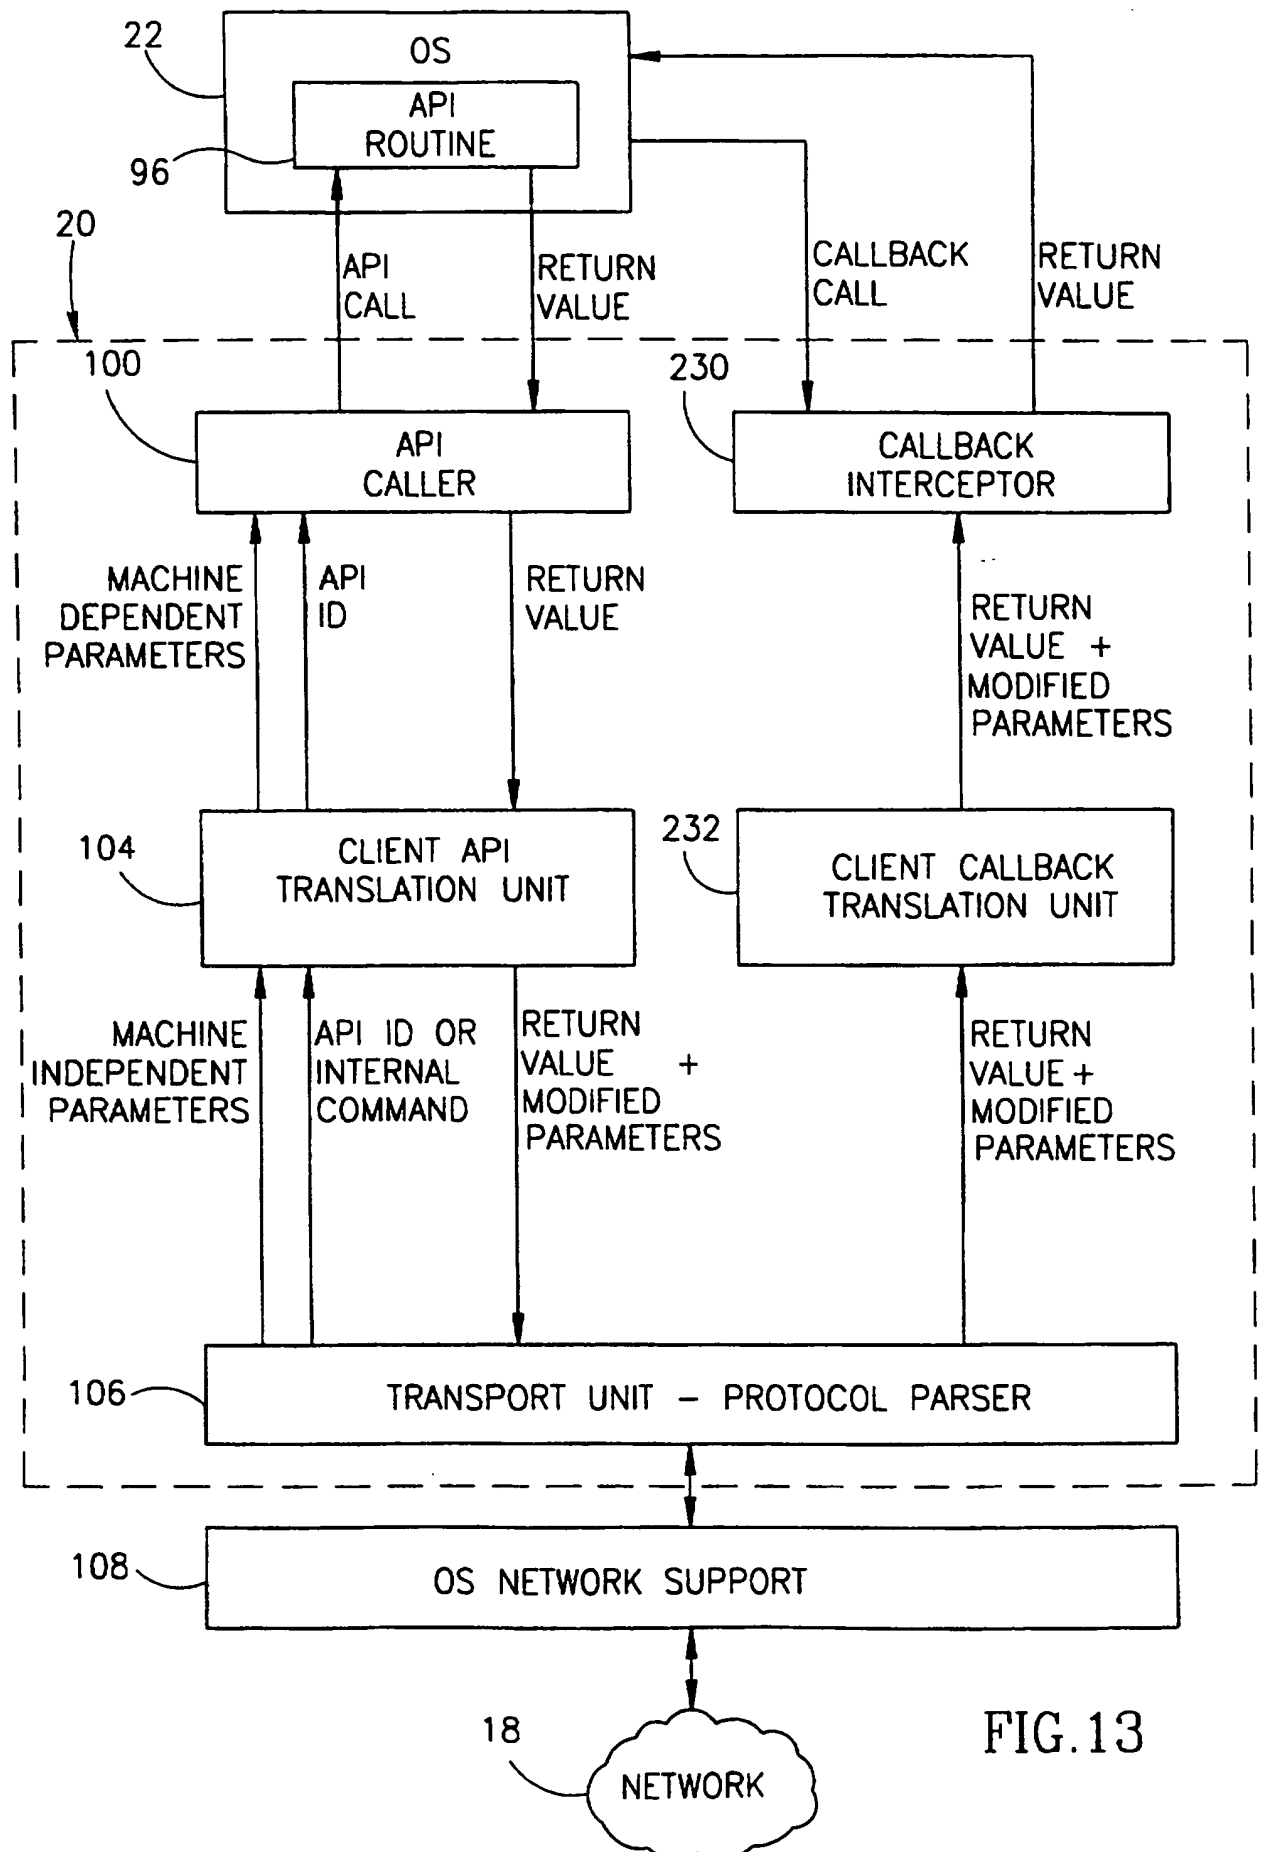 22
OS
API
ROUTINE
96
20
API
CALL
RETURN
VALUE
CALLBACK
CALL
RETURN
VALUE
100
230
API
CALLER
CALLBACK
INTERCEPTOR
MACHINE
DEPENDENT
PARAMETERS
API
ID
RETURN
VALUE
RETURN
VALUE +
MODIFIED
PARAMETERS
104
232
CLIENT API
TRANSLATION UNIT
CLIENT CALLBACK
TRANSLATION UNIT
MACHINE
INDEPENDENT
PARAMETERS
API ID OR
INTERNAL
COMMAND
RETURN
VALUE +
MODIFIED
PARAMETERS
RETURN
VALUE +
MODIFIED
PARAMETERS
106
TRANSPORT UNIT – PROTOCOL PARSER
108
OS NETWORK SUPPORT
18
NETWORK
FIG.13